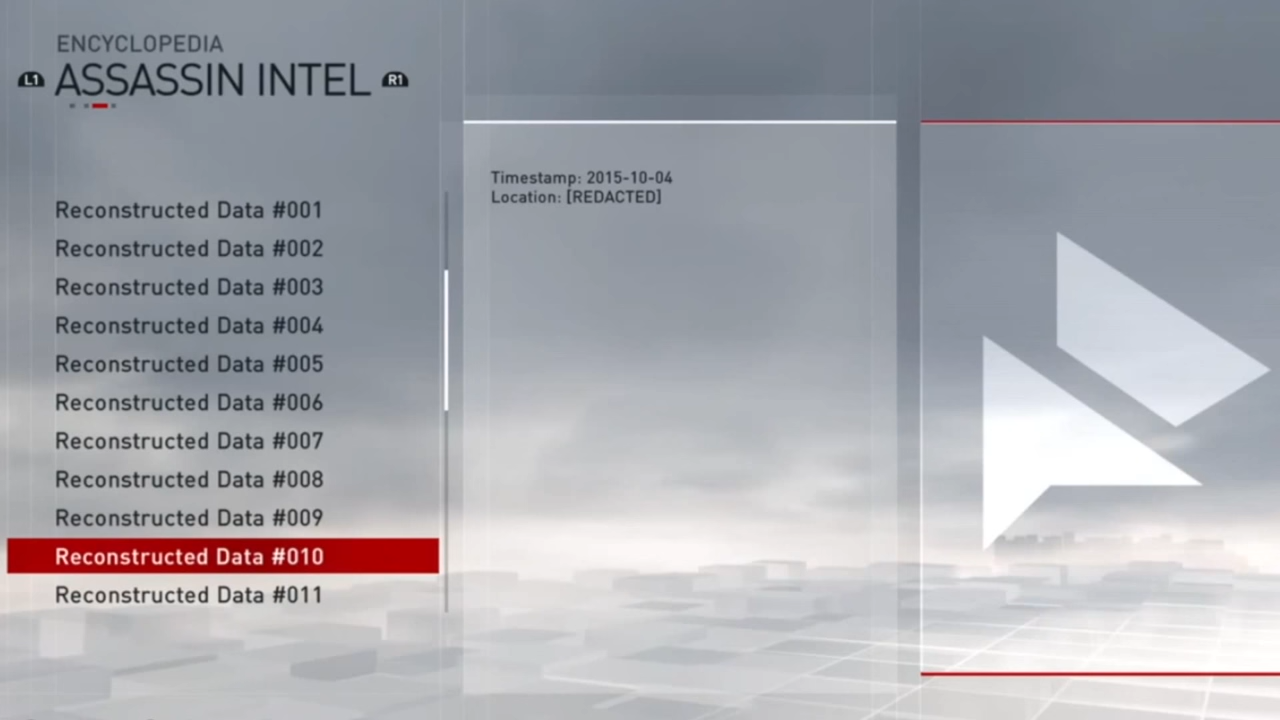 ENCYCLOPEDIA
L1 ASSASSIN INTEL R1
Reconstructed Data #001
Reconstructed Data #002
Reconstructed Data #003
Reconstructed Data #004
Reconstructed Data #005
Reconstructed Data #006
Reconstructed Data #007
Reconstructed Data #008
Reconstructed Data #009
Reconstructed Data #010
Reconstructed Data #011
Timestamp: 2015-10-04
Location: [REDACTED]